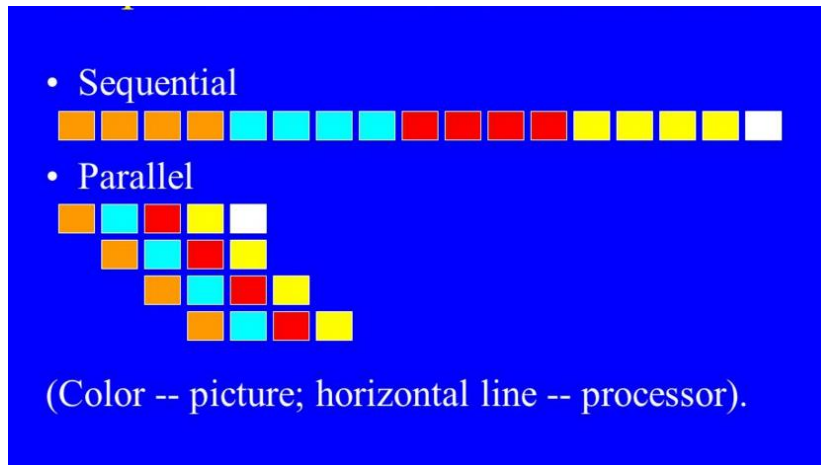 • Sequential
• Parallel
(Color -- picture; horizontal line -- processor).